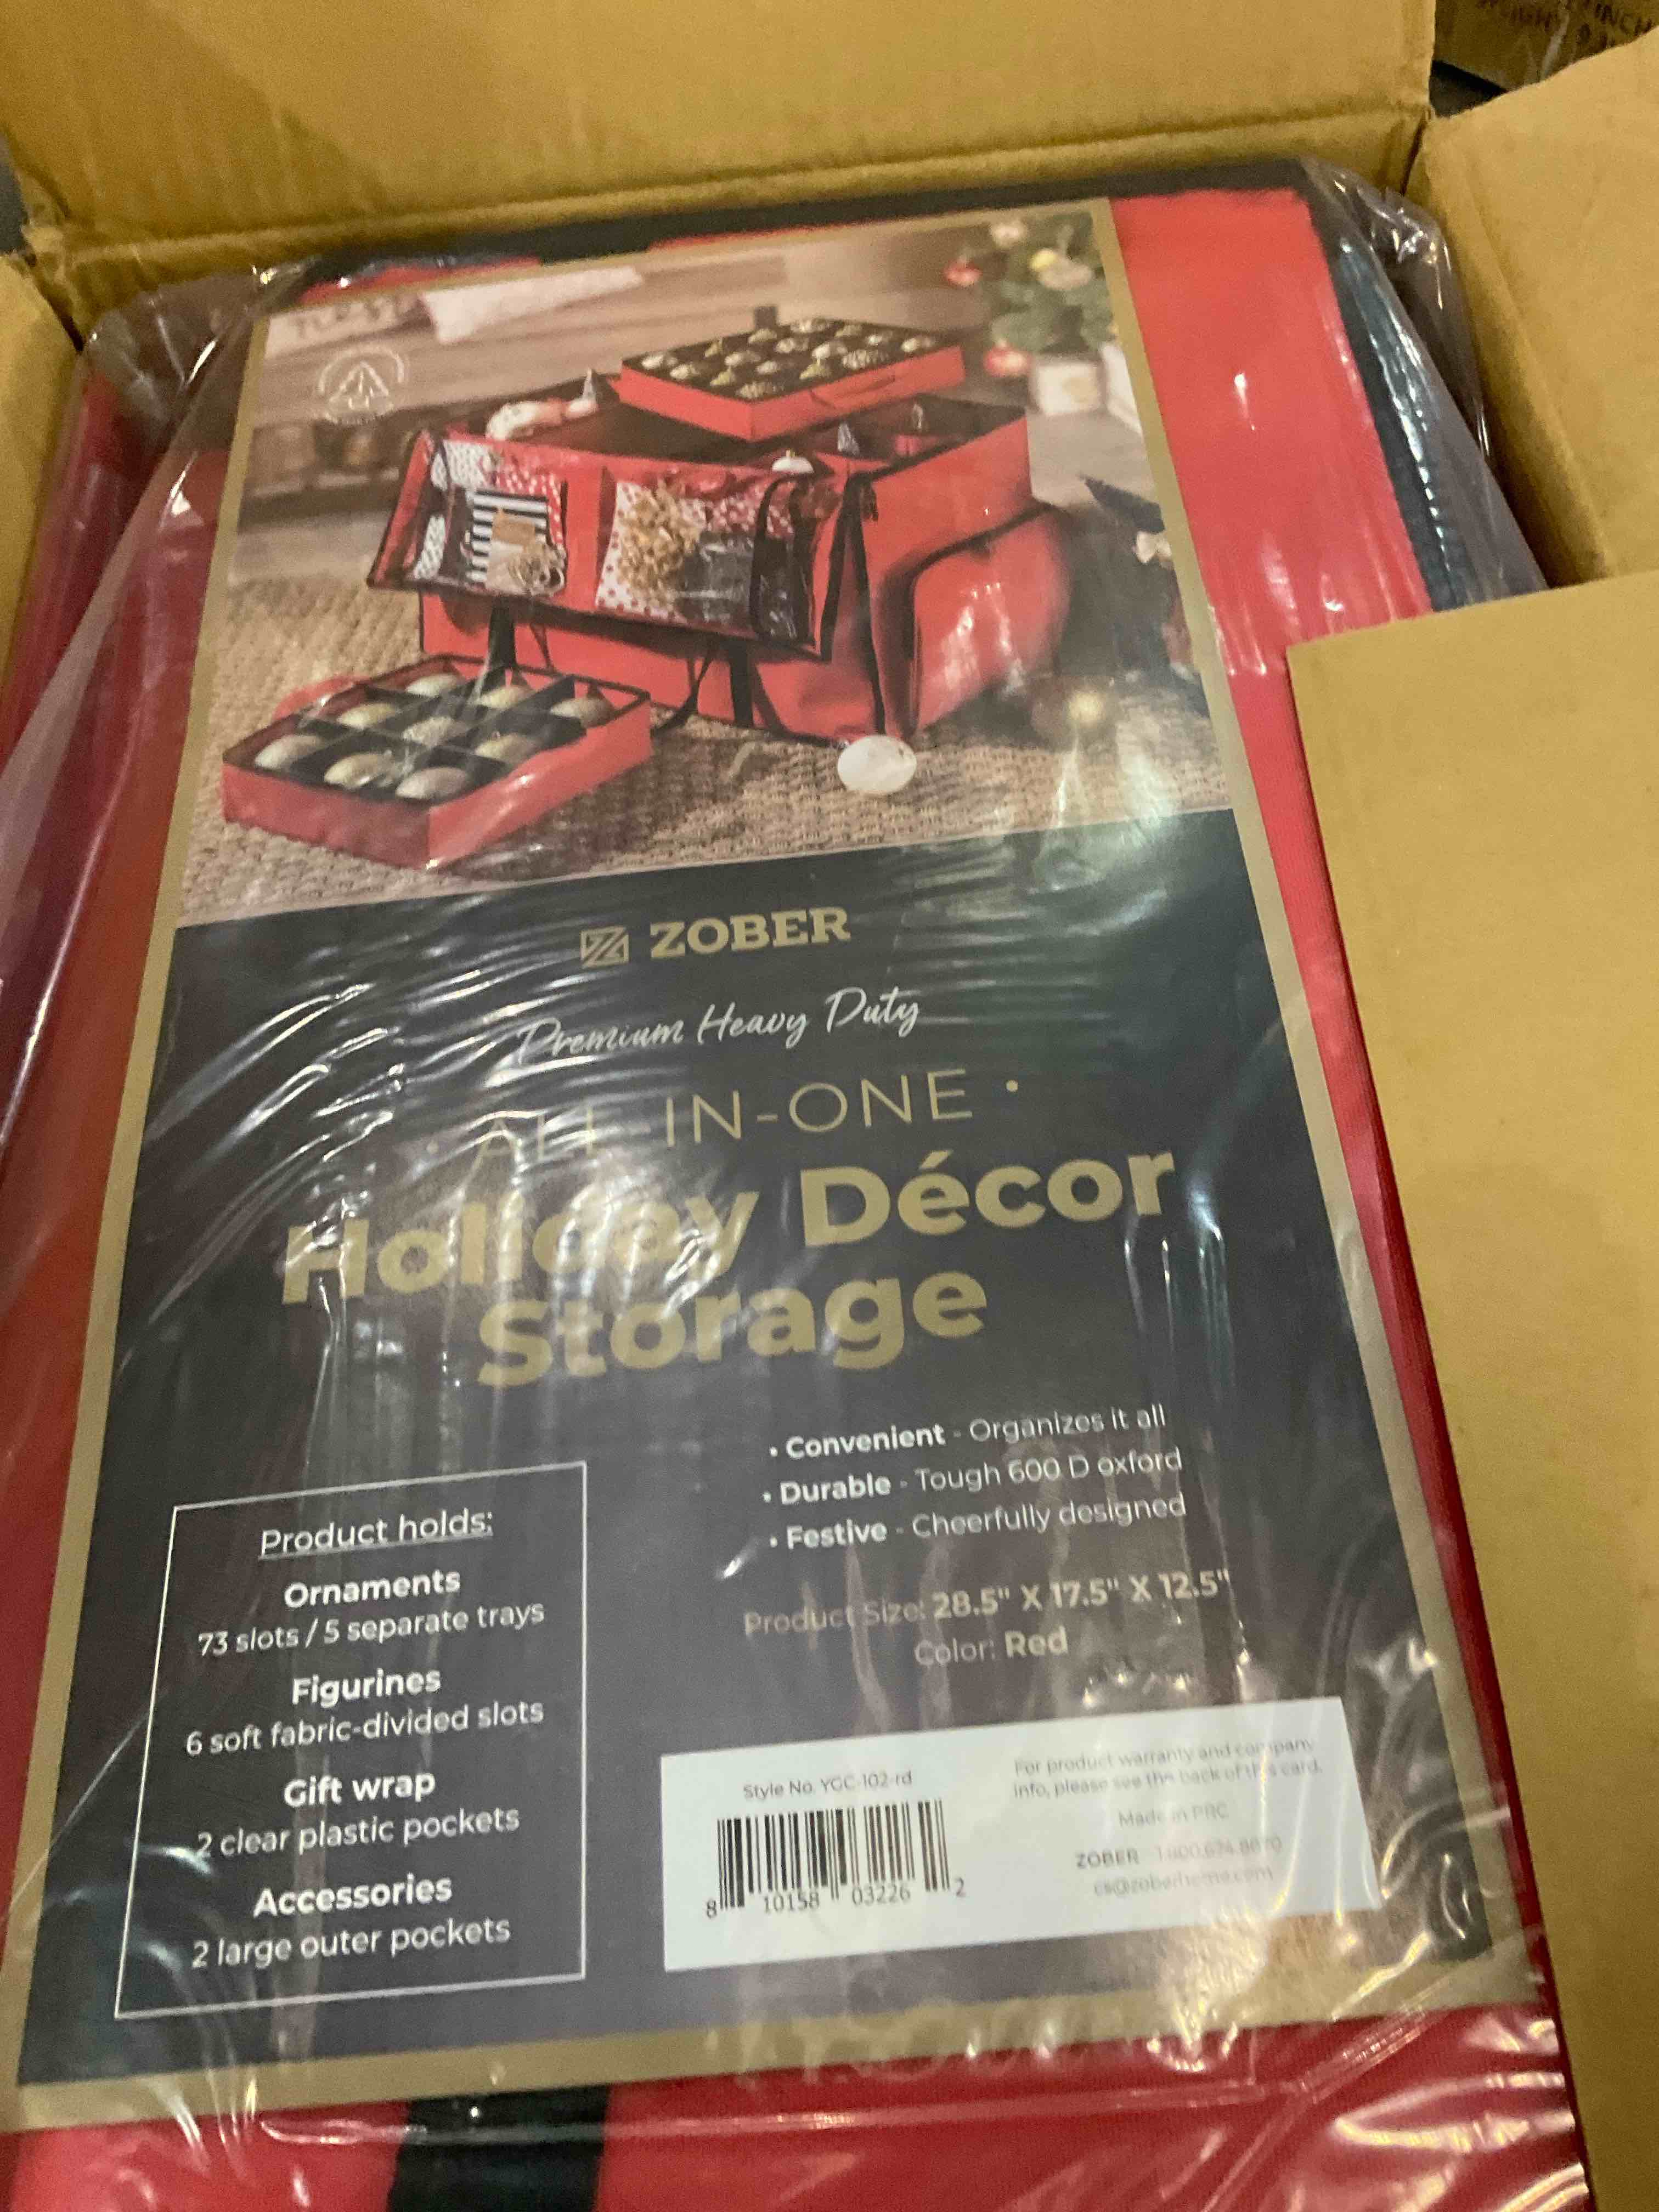 ZOBER
Premium Heavy Duty
· ALL-IN-ONE ·
Holiday Décor
Storage
• Convenient - Organizes it all
• Durable - Tough 600 D oxford
• Festive - Cheerfully designed
Product Size: 28.5" X 17.5" X 12.5"
Color: Red
Product holds:
Ornaments
73 slots / 5 separate trays
Figurines
6 soft fabric-divided slots
Gift wrap
2 clear plastic pockets
Accessories
2 large outer pockets
Style No. YGC-102-rd
8 10158 03226 2
For product warranty and company
info, please see the back of this card.
Made in PRC
ZOBER
cs@zoberhome.com